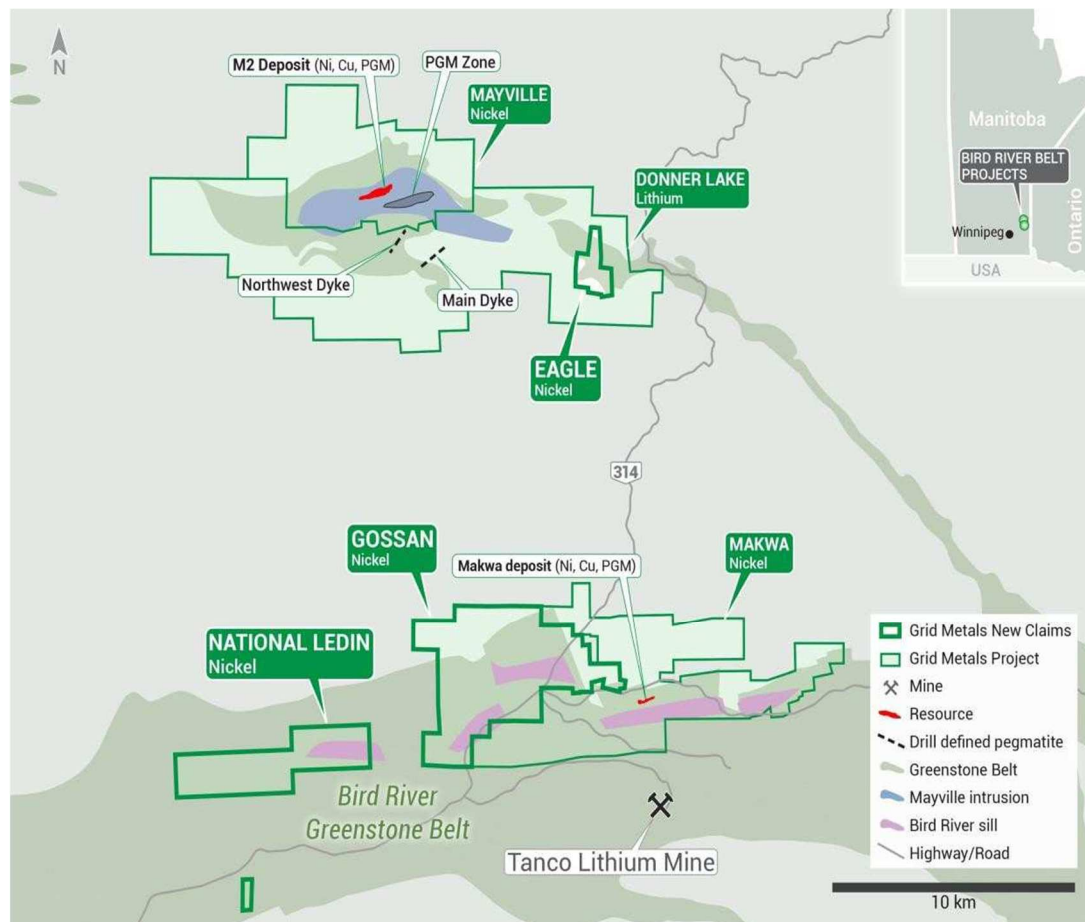 N
M2 Deposit (Ni, Cu, PGM)
PGM Zone
MAYVILLE
Nickel
Manitoba
BIRD RIVER BELT
PROJECTS
Ontario
Winnipeg
USA
DONNER LAKE
Lithium
Northwest Dyke
Main Dyke
EAGLE
Nickel
314
GOSSAN
Nickel
Makwa deposit (Ni, Cu, PGM)
MAKWA
Nickel
NATIONAL LEDIN
Nickel
Bird River
Greenstone Belt
Tanco Lithium Mine
Grid Metals New Claims
Grid Metals Project
Mine
Resource
Drill defined pegmatite
Greenstone Belt
Mayville intrusion
Bird River sill
Highway/Road
10 km